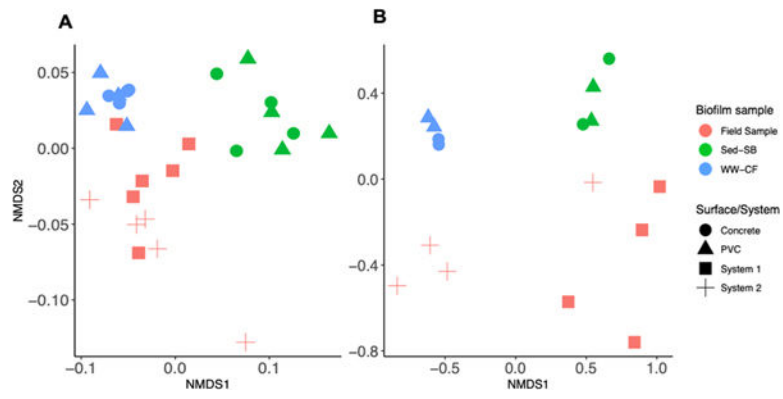 A
B
0.05
0.00
−0.05
−0.10
NMDS2
−0.1
0.0
0.1
NMDS1
0.4
0.0
−0.4
−0.8
−0.5
0.0
0.5
1.0
NMDS1
Biofilm sample
Field Sample
Sed−SB
WW−CF
Surface/System
Concrete
PVC
System 1
System 2